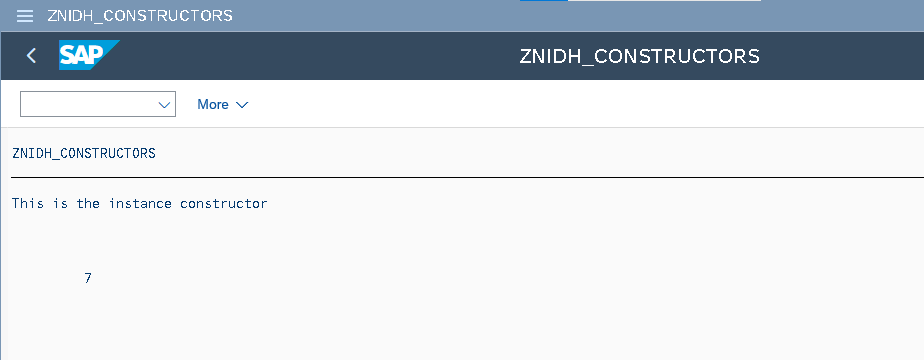 ZNIDH_CONSTRUCTORS
SAP
ZNIDH_CONSTRUCTORS
More
ZNIDH_CONSTRUCTORS
This is the instance constructor
7